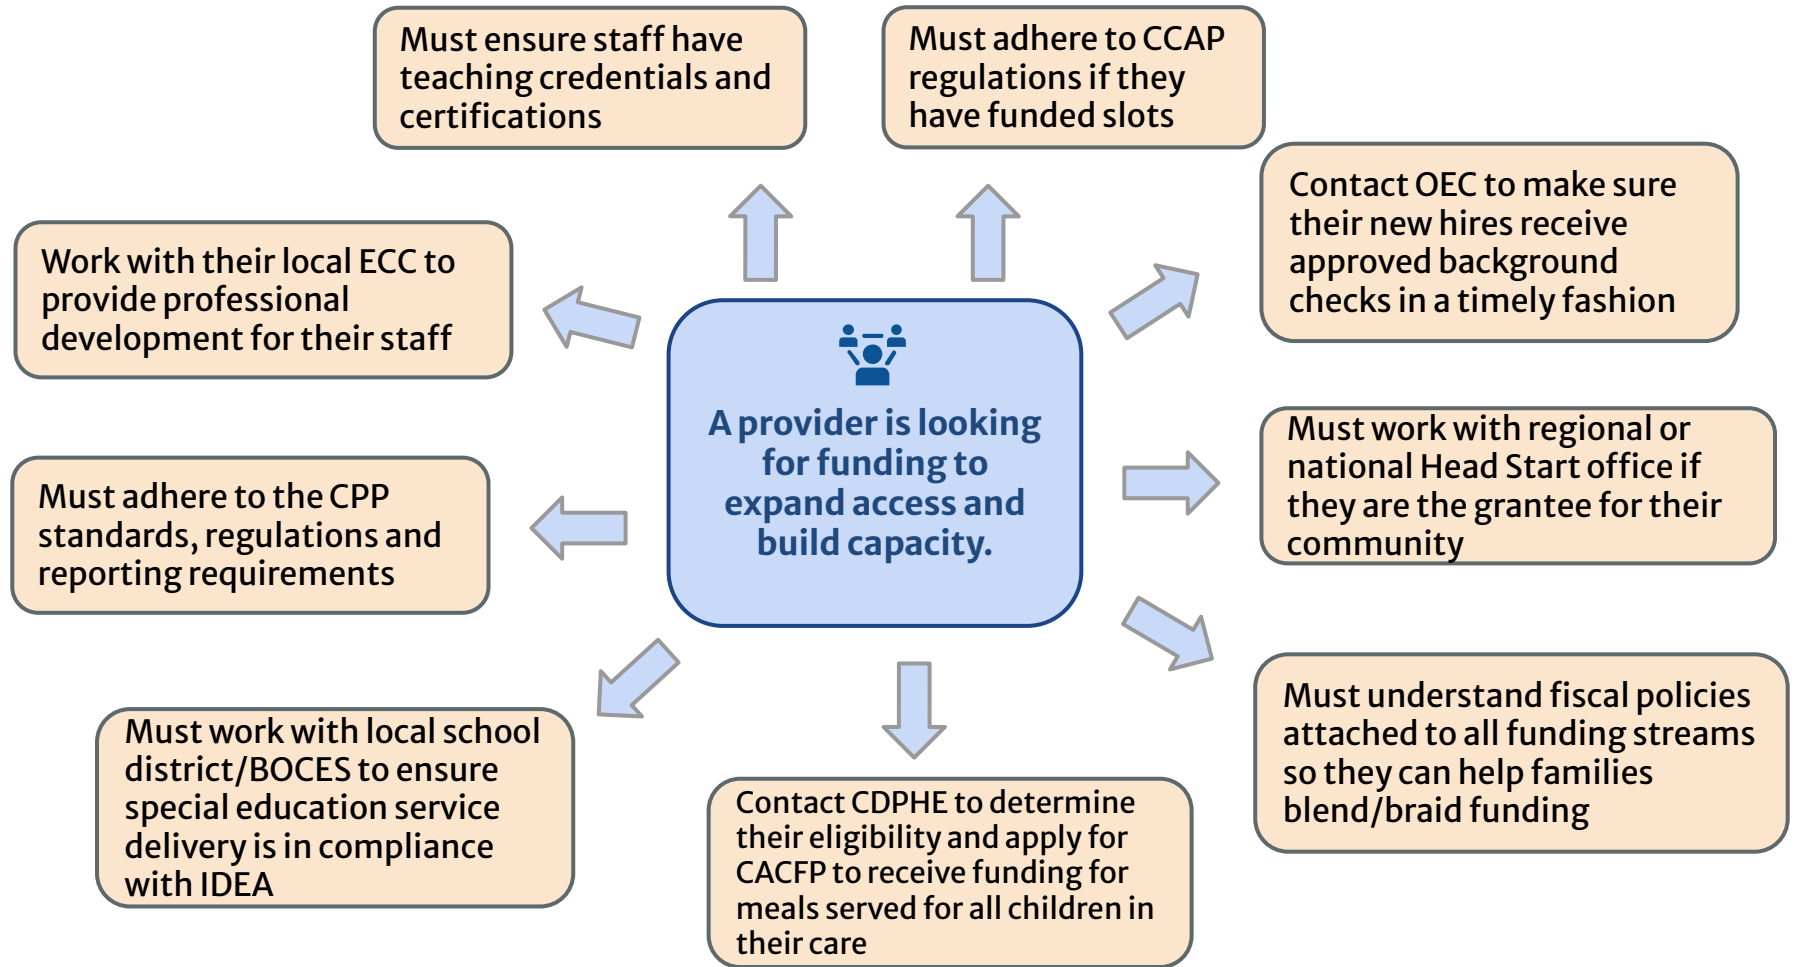 Must ensure staff have
teaching credentials and
certifications
Must adhere to CCAP
regulations if they
have funded slots
Contact OEC to make sure
their new hires receive
approved background
checks in a timely fashion
Work with their local ECC to
provide professional
development for their staff
A provider is looking
for funding to
expand access and
build capacity.
Must work with regional or
national Head Start office if
they are the grantee for their
community
Must adhere to the CPP
standards, regulations and
reporting requirements
Must understand fiscal policies
attached to all funding streams
so they can help families
blend/braid funding
Must work with local school
district/BOCES to ensure
special education service
delivery is in compliance
with IDEA
Contact CDPHE to determine
their eligibility and apply for
CACFP to receive funding for
meals served for all children in
their care